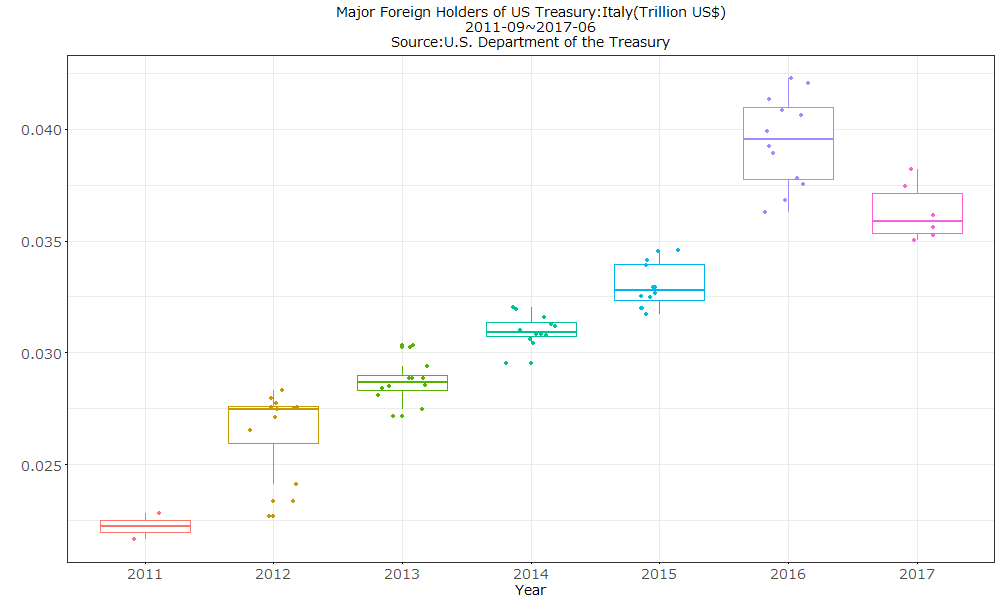 Major Foreign Holders of US Treasury:Italy(Trillion US$)
2011-09~2017-06
Source:U.S. Department of the Treasury
0.040
0.035
0.030
0.025
2011 2012 2013 2014 2015 2016 2017
Year